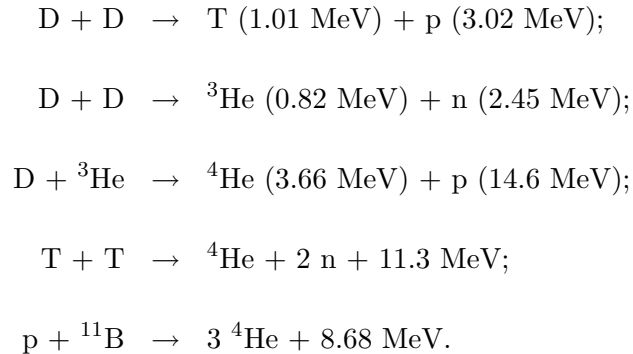 D + D → T (1.01 MeV) + p (3.02 MeV);
D + D → ³He (0.82 MeV) + n (2.45 MeV);
D + ³He → ⁴He (3.66 MeV) + p (14.6 MeV);
T + T → ⁴He + 2 n + 11.3 MeV;
p + ¹¹B → 3 ⁴He + 8.68 MeV.